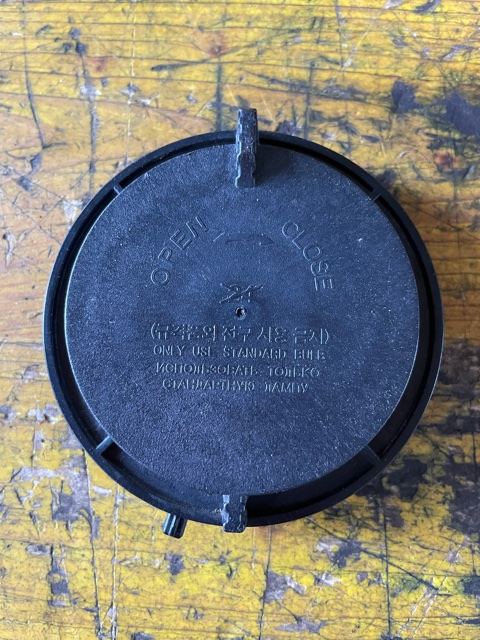 OPEN CLOSE
(규격품외 전구 사용 금지)
ONLY USE STANDARD BULB
ИСПОЛЬЗОВАТЬ ТОЛЬКО
СТАНДАРТНУЮ ЛАМПУ